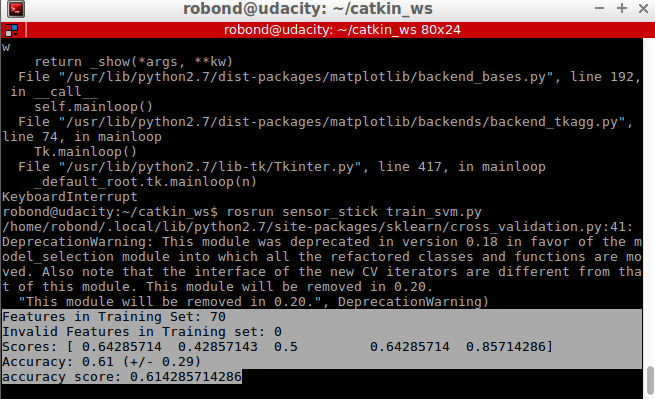 robond@udacity: ~/catkin_ws
robond@udacity: ~/catkin_ws 80x24
w
    return _show(*args, **kw)
  File "/usr/lib/python2.7/dist-packages/matplotlib/backend_bases.py", line 192,
 in __call__
    self.mainloop()
  File "/usr/lib/python2.7/dist-packages/matplotlib/backends/backend_tkagg.py",
line 74, in mainloop
    Tk.mainloop()
  File "/usr/lib/python2.7/lib-tk/Tkinter.py", line 417, in mainloop
    _default_root.tk.mainloop(n)
KeyboardInterrupt
robond@udacity:~/catkin_ws$ rosrun sensor_stick train_svm.py
/home/robond/.local/lib/python2.7/site-packages/sklearn/cross_validation.py:41:
DeprecationWarning: This module was deprecated in version 0.18 in favor of the m
odel_selection module into which all the refactored classes and functions are mo
ved. Also note that the interface of the new CV iterators are different from tha
t of this module. This module will be removed in 0.20.
  "This module will be removed in 0.20.", DeprecationWarning)
Features in Training Set: 70
Invalid Features in Training set: 0
Scores: [ 0.64285714  0.42857143  0.5         0.64285714  0.85714286]
Accuracy: 0.61 (+/- 0.29)
accuracy score: 0.614285714286